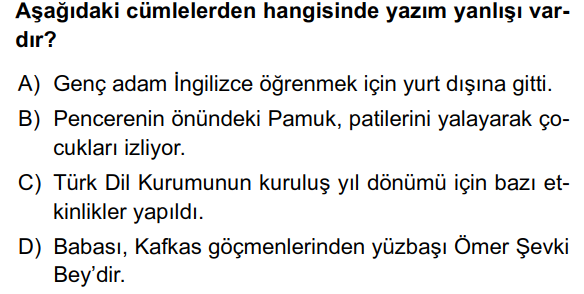 Aşağıdaki cümlelerden hangisinde yazım yanlışı var-
dır?
A) Genç adam İngilizce öğrenmek için yurt dışına gitti.
B) Pencerenin önündeki Pamuk, patilerini yalayarak ço-
cukları izliyor.
C) Türk Dil Kurumunun kuruluş yıl dönümü için bazı et-
kinlikler yapıldı.
D) Babası, Kafkas göçmenlerinden yüzbaşı Ömer Şevki
Bey’dir.